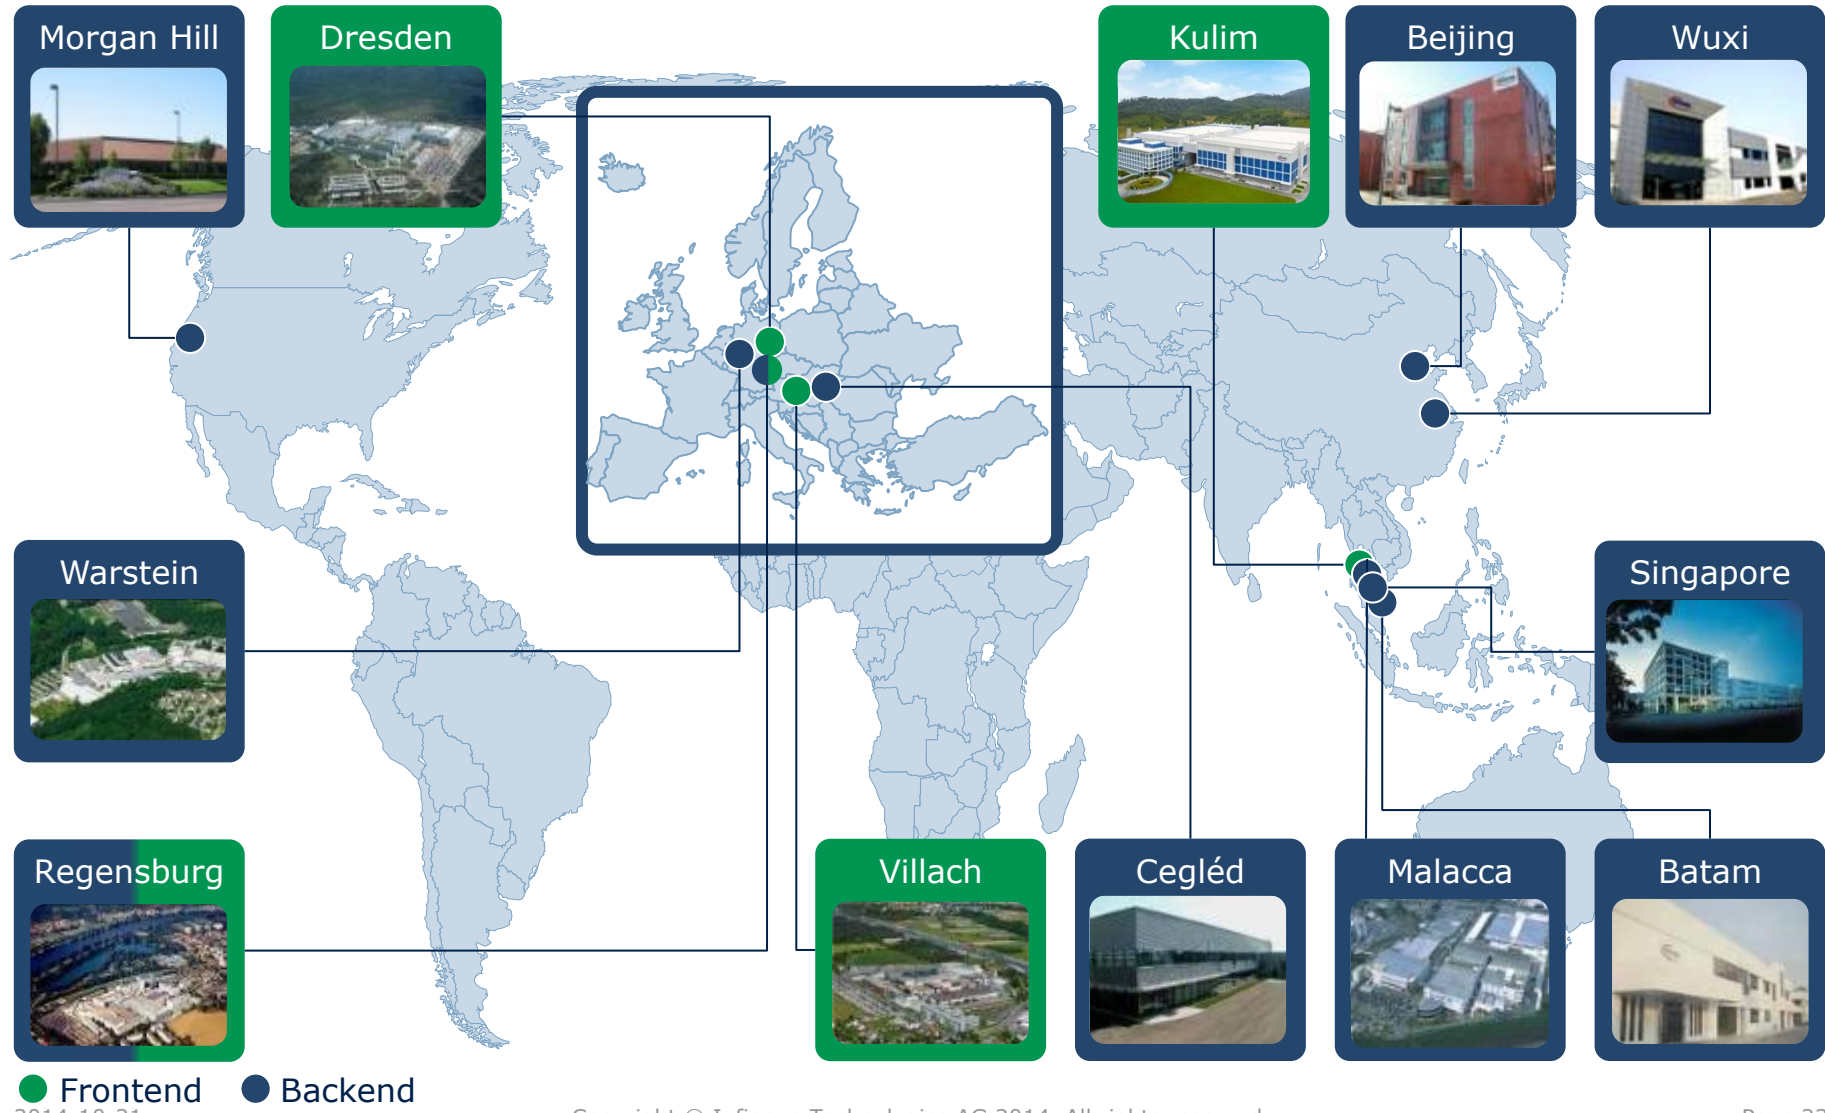 Morgan Hill
Dresden
Kulim
Beijing
Wuxi
Warstein
Singapore
Regensburg
Villach
Cegléd
Malacca
Batam
Frontend
Backend